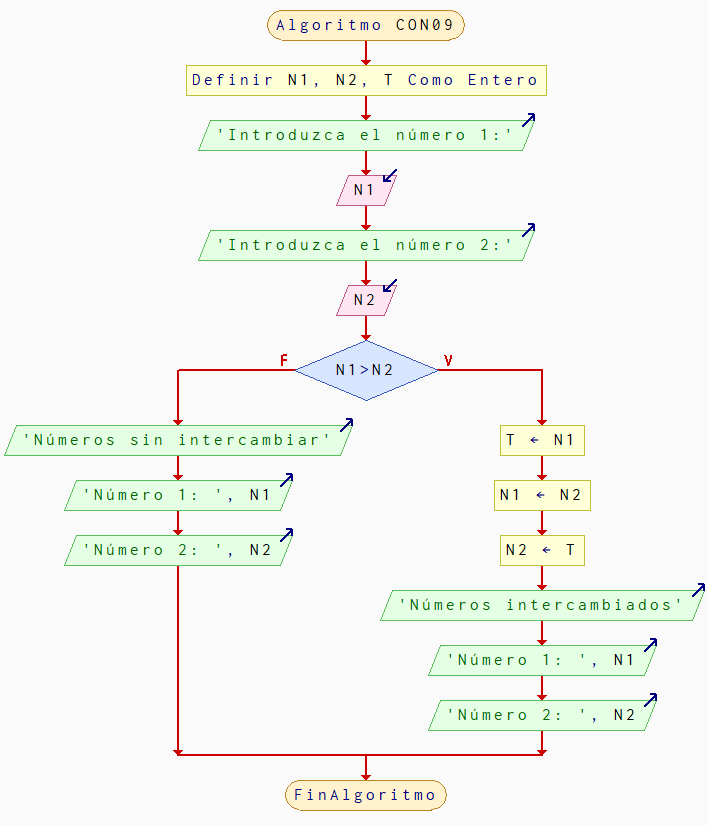 Algoritmo CON09
Definir N1, N2, T Como Entero
'Introduzca el número 1:'
N1
'Introduzca el número 2:'
N2
F
V
N1>N2
'Números sin intercambiar'
'Número 1: ', N1
'Número 2: ', N2
T ← N1
N1 ← N2
N2 ← T
'Números intercambiados'
'Número 1: ', N1
'Número 2: ', N2
FinAlgoritmo